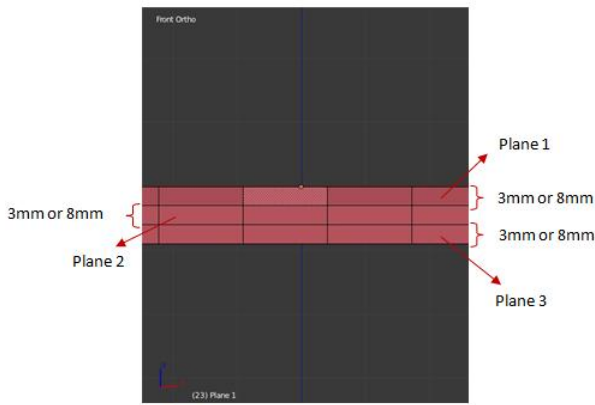 Front Ortho
Plane 1
3mm or 8mm
3mm or 8mm
3mm or 8mm
Plane 2
Plane 3
(23) Plane 1